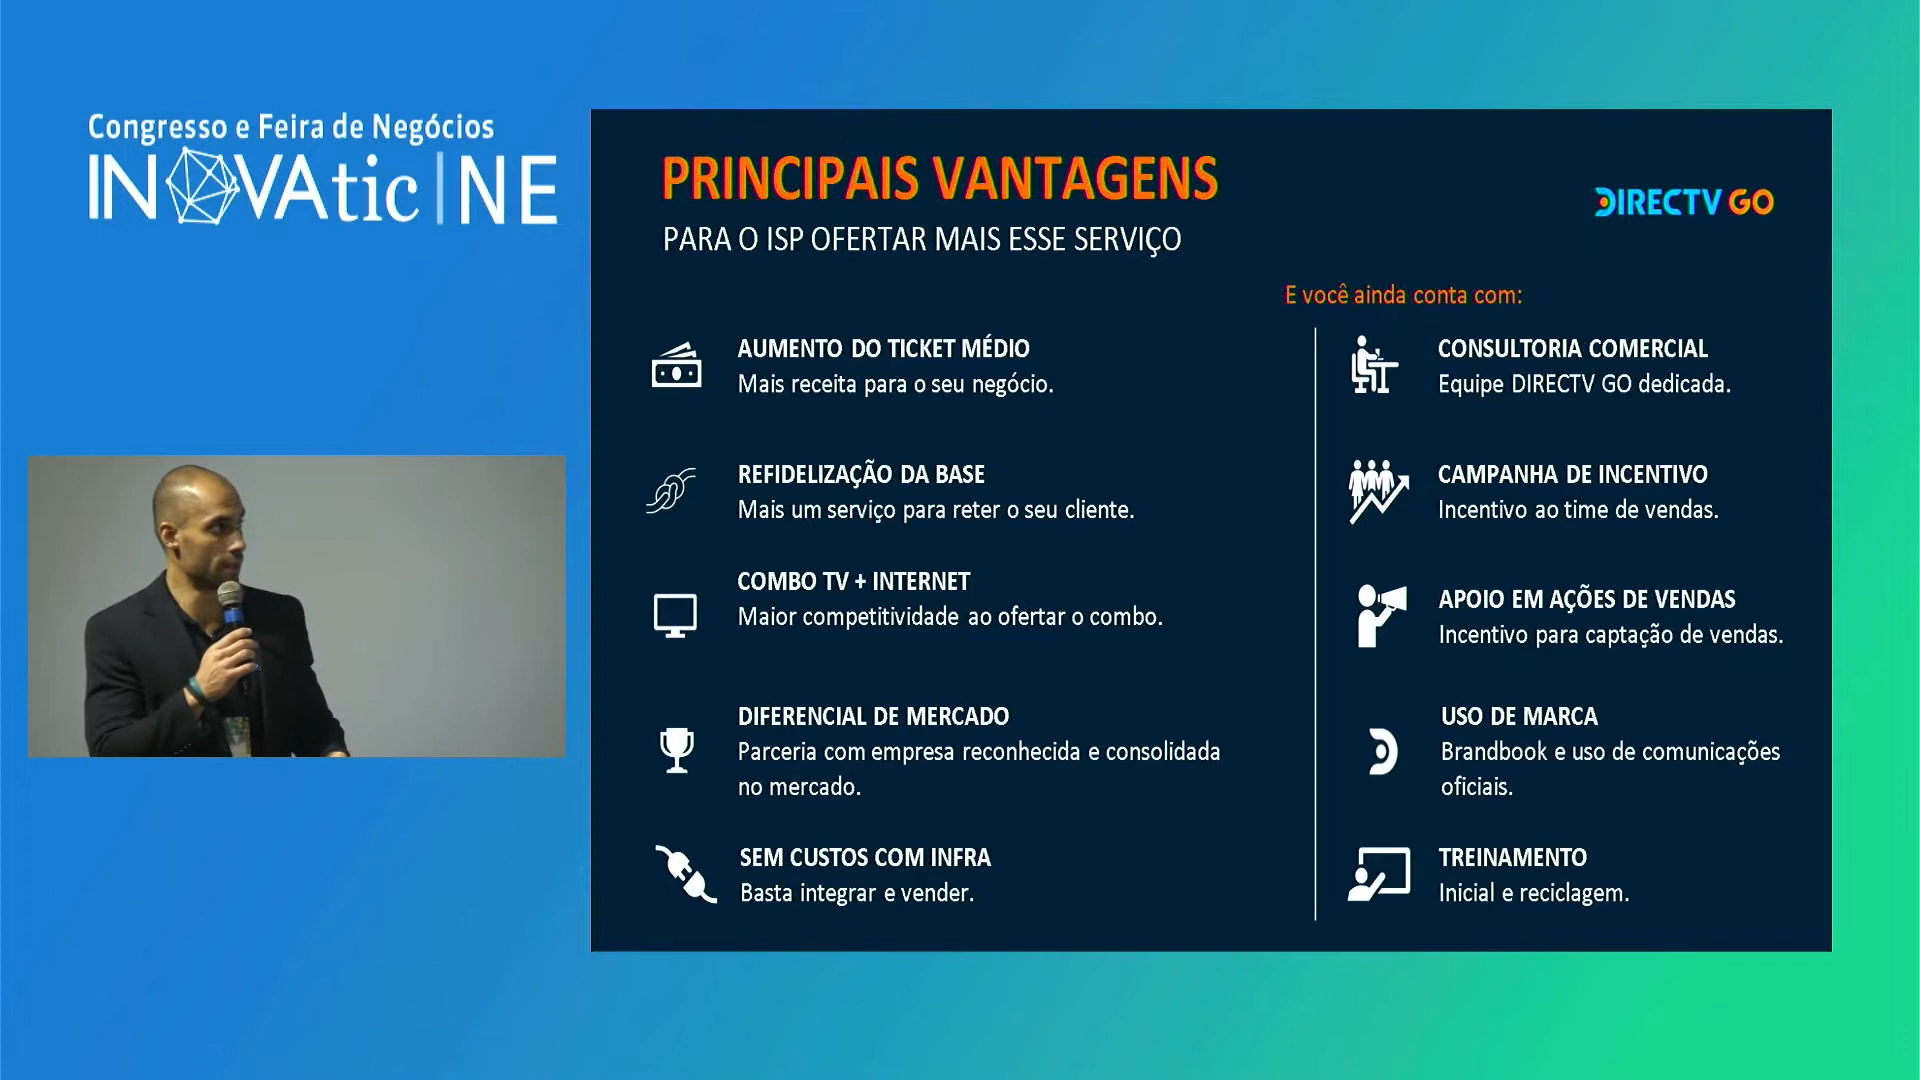 Congresso e Feira de Negócios
INOVAtic | NE
PRINCIPAIS VANTAGENS
PARA O ISP OFERTAR MAIS ESSE SERVIÇO
DIRECTV GO
AUMENTO DO TICKET MÉDIO
Mais receita para o seu negócio.
REFIDELIZAÇÃO DA BASE
Mais um serviço para reter o seu cliente.
COMBO TV + INTERNET
Maior competitividade ao ofertar o combo.
DIFERENCIAL DE MERCADO
Parceria com empresa reconhecida e consolidada
no mercado.
SEM CUSTOS COM INFRA
Basta integrar e vender.
E você ainda conta com:
CONSULTORIA COMERCIAL
Equipe DIRECTV GO dedicada.
CAMPANHA DE INCENTIVO
Incentivo ao time de vendas.
APOIO EM AÇÕES DE VENDAS
Incentivo para captação de vendas.
USO DE MARCA
Brandbook e uso de comunicações
oficiais.
TREINAMENTO
Inicial e reciclagem.